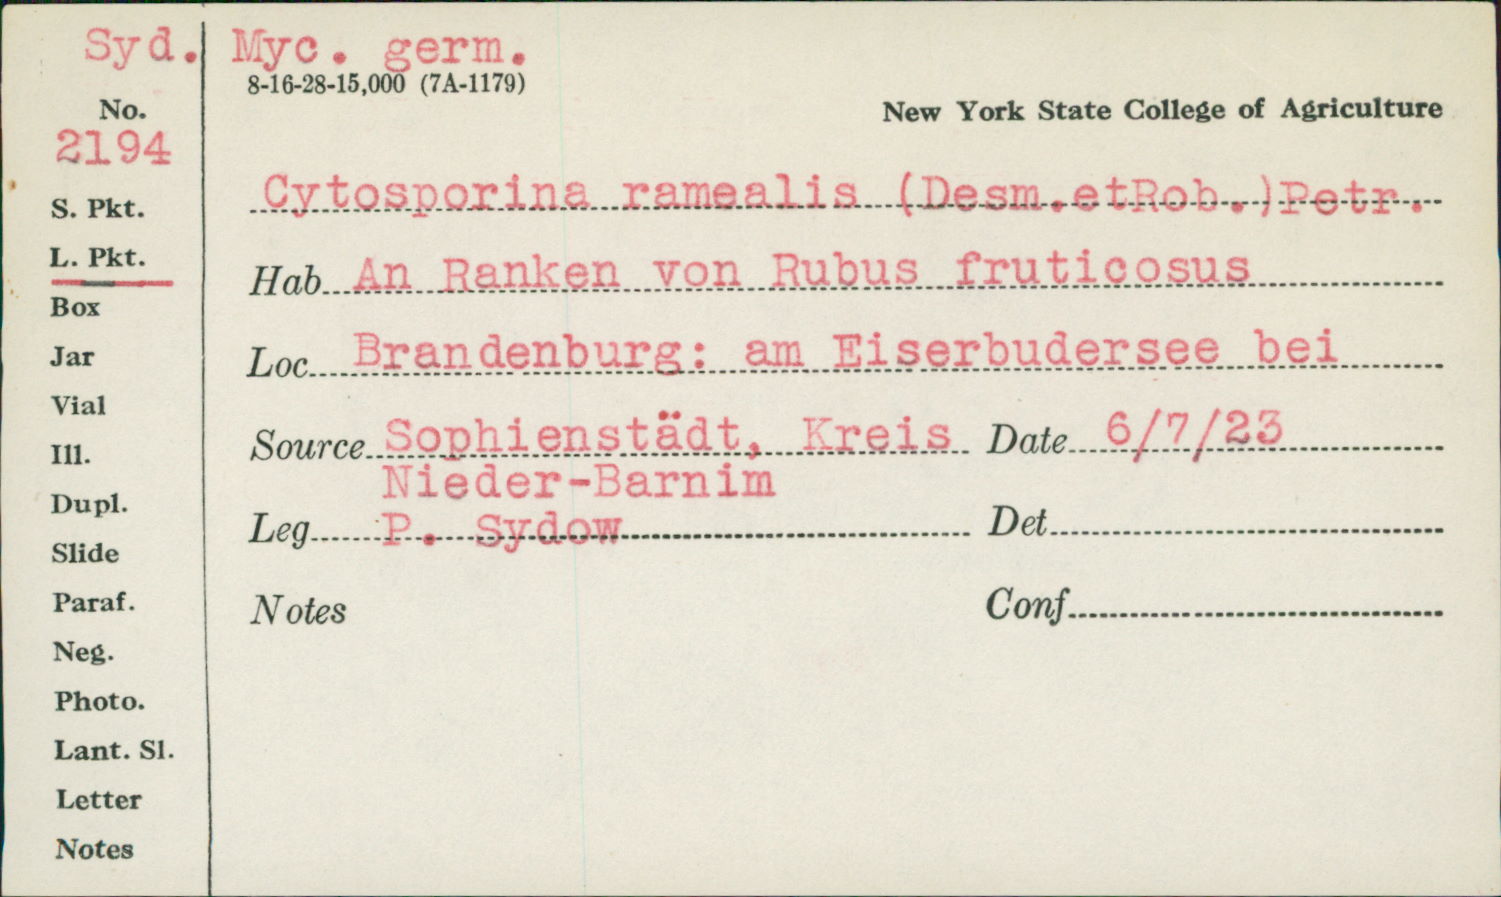 Syd. Myc. germ.
8-16-28-15,000 (7A-1179)
No.
New York State College of Agriculture
2194
S. Pkt.
Cytosporina ramealis (Desm.etRob.)Petr.
L. Pkt.
Hab An Ranken von Rubus fruticosus
Box
Jar
Loc Brandenburg: am Eiserbudersee bei
Vial
Ill.
Source Sophienstädt, Kreis Date 6/7/23
Nieder-Barnim
Dupl.
Leg P. Sydow Det
Slide
Paraf.
Notes Conf
Neg.
Photo.
Lant. Sl.
Letter
Notes